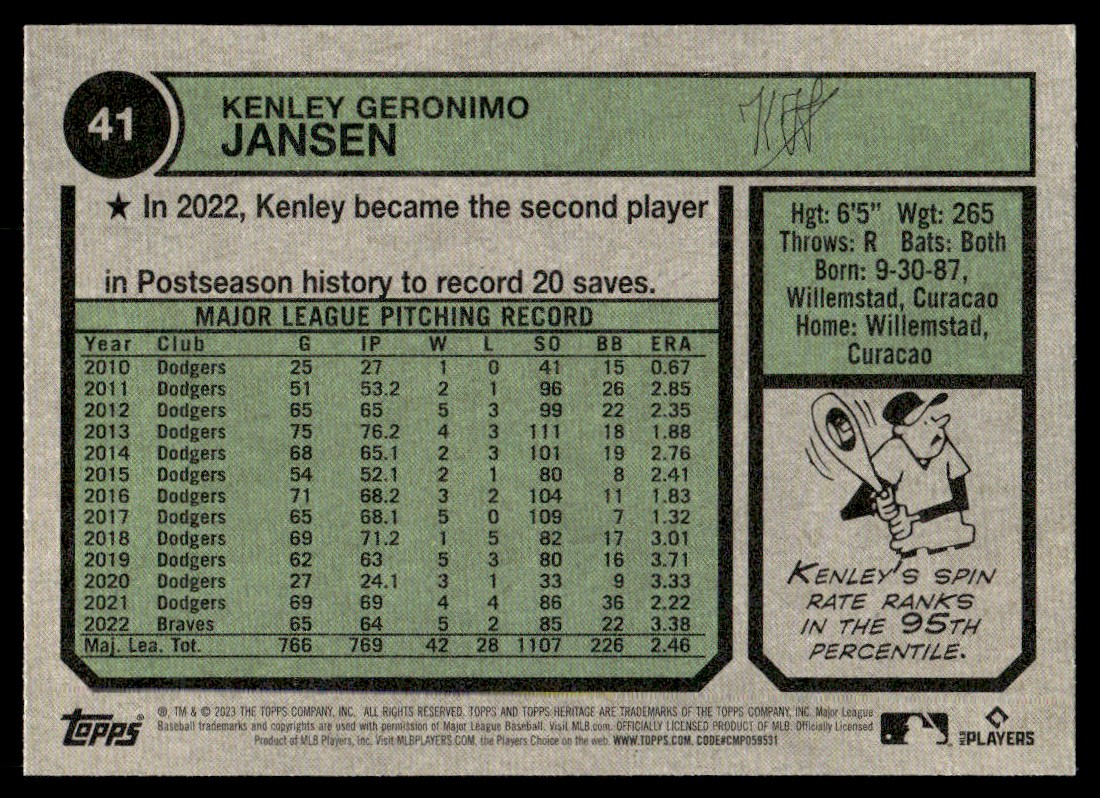 41
KENLEY GERONIMO
JANSEN
★ In 2022, Kenley became the second player
in Postseason history to record 20 saves.
MAJOR LEAGUE PITCHING RECORD
Year Club G IP W L SO BB ERA
2010 Dodgers 25 27 1 0 41 15 0.67
2011 Dodgers 51 53.2 2 1 96 26 2.85
2012 Dodgers 65 65 5 3 99 22 2.35
2013 Dodgers 75 76.2 4 3 111 18 1.88
2014 Dodgers 68 65.1 2 3 101 19 2.76
2015 Dodgers 54 52.1 2 1 80 8 2.41
2016 Dodgers 71 68.2 3 2 104 11 1.83
2017 Dodgers 65 68.1 5 0 109 7 1.32
2018 Dodgers 69 71.2 1 5 82 17 3.01
2019 Dodgers 62 63 5 3 80 16 3.71
2020 Dodgers 27 24.1 3 1 33 9 3.33
2021 Dodgers 69 69 4 4 86 36 2.22
2022 Braves 65 64 5 2 85 22 3.38
Maj. Lea. Tot. 766 769 42 28 1107 226 2.46
Hgt: 6'5” Wgt: 265
Throws: R Bats: Both
Born: 9-30-87,
Willemstad, Curacao
Home: Willemstad,
Curacao
KENLEY'S SPIN
RATE RANKS
IN THE 95TH
PERCENTILE.
TOPPS®
®, TM & © 2023 THE TOPPS COMPANY, INC. ALL RIGHTS RESERVED. TOPPS AND TOPPS HERITAGE ARE TRADEMARKS OF THE TOPPS COMPANY, INC. Major League
Baseball trademarks and copyrights are used with permission of Major League Baseball. Visit MLB.com. OFFICIALLY LICENSED PRODUCT OF MLB. Officially Licensed
Product of MLB Players, Inc. Visit MLBPLAYERS.COM, the Players Choice on the web. WWW.TOPPS.COM. CODE#CMP059531
MLB PLAYERS